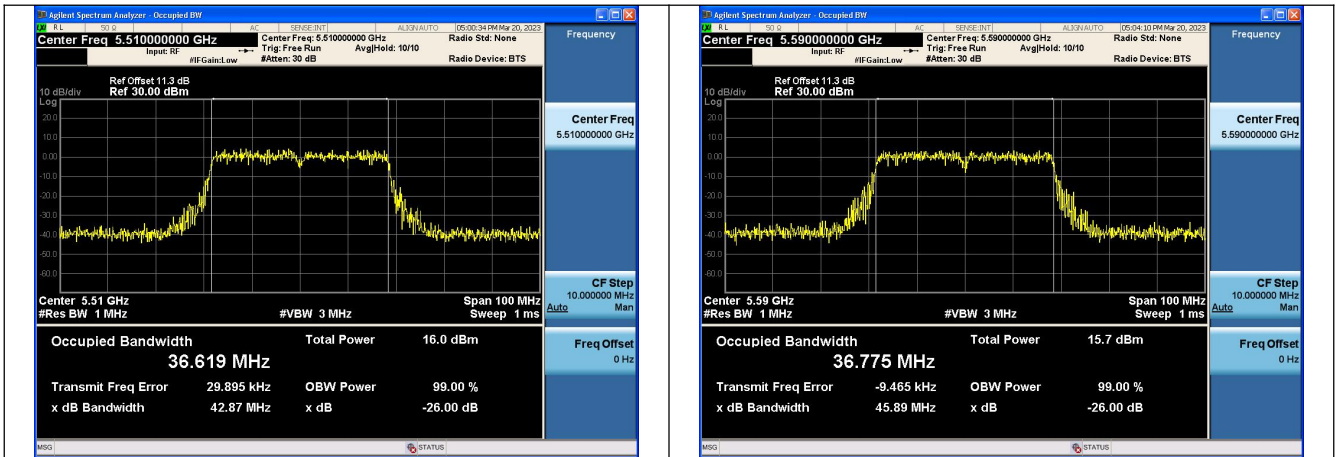 Agilent Spectrum Analyzer - Occupied BW
RL 50 Ω AC SENSE:INT ALIGN AUTO 05:00:34 PM Mar 20, 2023
Center Freq 5.510000000 GHz
Center Freq: 5.510000000 GHz
Radio Std: None
Input: RF
Trig: Free Run Avg|Hold: 10/10
#IFGain:Low
#Atten: 30 dB
Radio Device: BTS
Ref Offset 11.3 dB
10 dB/div Ref 30.00 dBm
Log
20.0
10.0
0.00
-10.0
-20.0
-30.0
-40.0
-50.0
-60.0
Center 5.51 GHz Span 100 MHz
#Res BW 1 MHz #VBW 3 MHz Sweep 1 ms
Occupied Bandwidth Total Power 16.0 dBm
36.619 MHz
Transmit Freq Error 29.895 kHz OBW Power 99.00 %
x dB Bandwidth 42.87 MHz x dB -26.00 dB
MSG STATUS
Frequency
Center Freq
5.510000000 GHz
CF Step
10.000000 MHz
Auto Man
Freq Offset
0 Hz
Agilent Spectrum Analyzer - Occupied BW
RL 50 Ω AC SENSE:INT ALIGN AUTO 05:04:10 PM Mar 20, 2023
Center Freq 5.590000000 GHz
Center Freq: 5.590000000 GHz
Radio Std: None
Input: RF
Trig: Free Run Avg|Hold: 10/10
#IFGain:Low
#Atten: 30 dB
Radio Device: BTS
Ref Offset 11.3 dB
10 dB/div Ref 30.00 dBm
Log
20.0
10.0
0.00
-10.0
-20.0
-30.0
-40.0
-50.0
-60.0
Center 5.59 GHz Span 100 MHz
#Res BW 1 MHz #VBW 3 MHz Sweep 1 ms
Occupied Bandwidth Total Power 15.7 dBm
36.775 MHz
Transmit Freq Error -9.465 kHz OBW Power 99.00 %
x dB Bandwidth 45.89 MHz x dB -26.00 dB
MSG STATUS
Frequency
Center Freq
5.590000000 GHz
CF Step
10.000000 MHz
Auto Man
Freq Offset
0 Hz